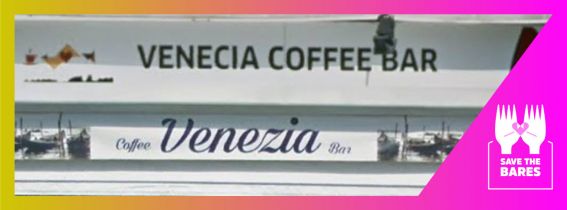 VENECIA COFFEE BAR
Coffee Venezia Bar
SAVE THE
BARES